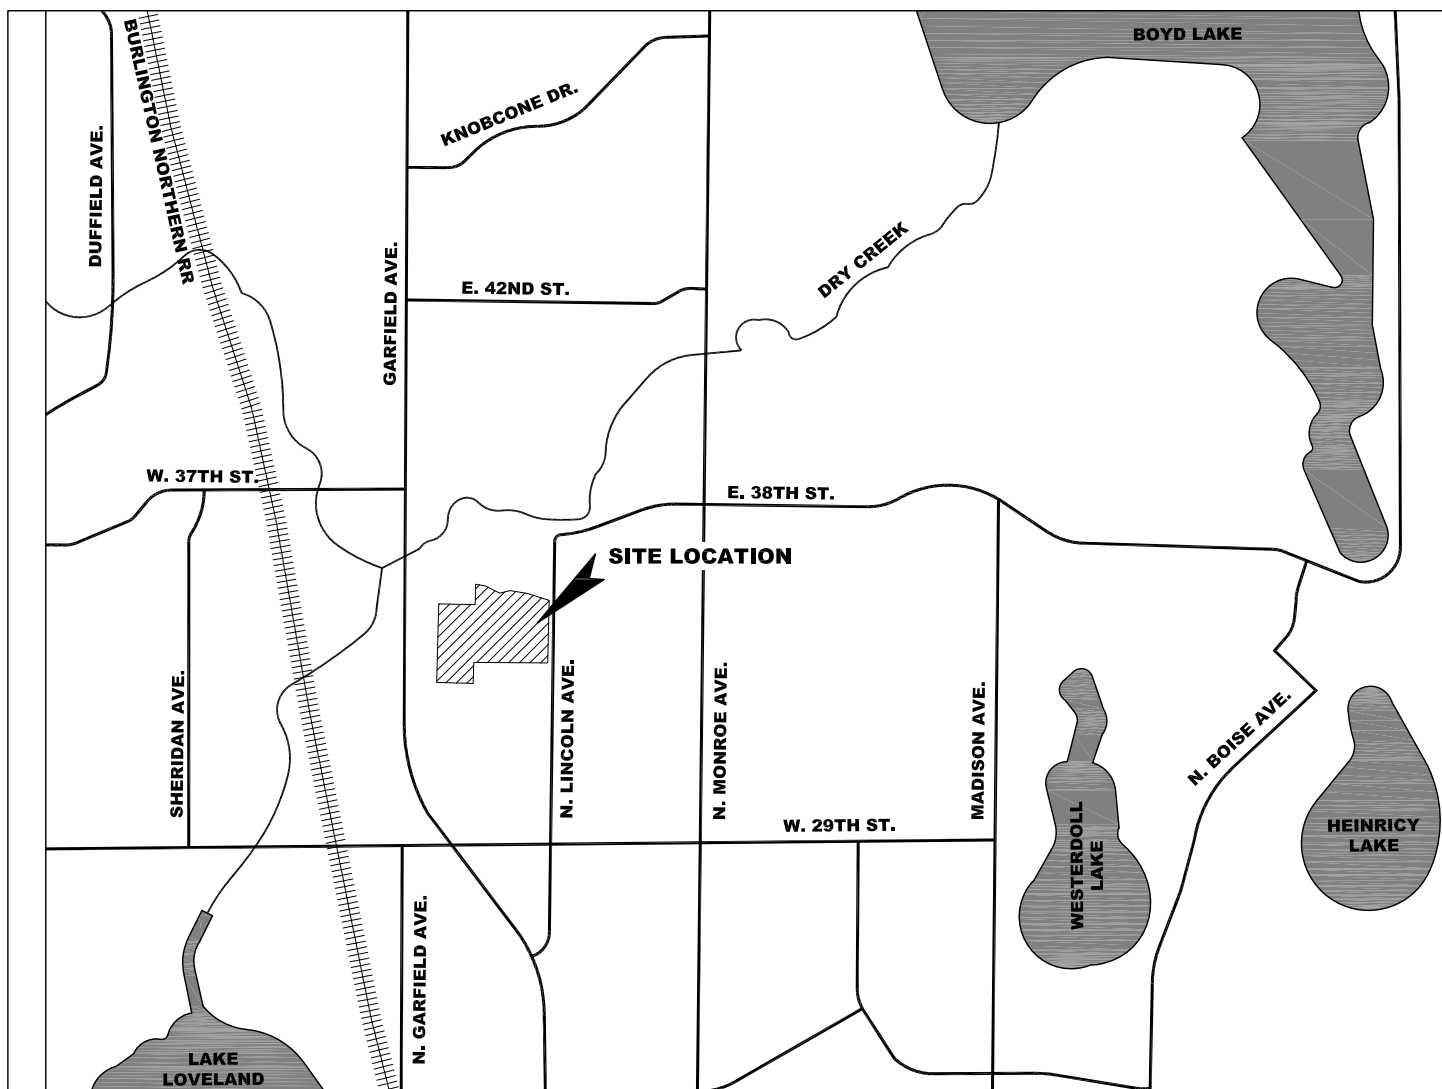 BOYD LAKE
BURLINGTON NORTHERN RR
KNOBCONE DR.
DUFFIELD AVE.
DRY CREEK
GARFIELD AVE.
E. 42ND ST.
W. 37TH ST.
E. 38TH ST.
SITE LOCATION
SHERIDAN AVE.
N. LINCOLN AVE.
N. MONROE AVE.
MADISON AVE.
N. BOISE AVE.
W. 29TH ST.
WESTERDOLL
LAKE
HEINRICY
LAKE
N. GARFIELD AVE.
LAKE
LOVELAND